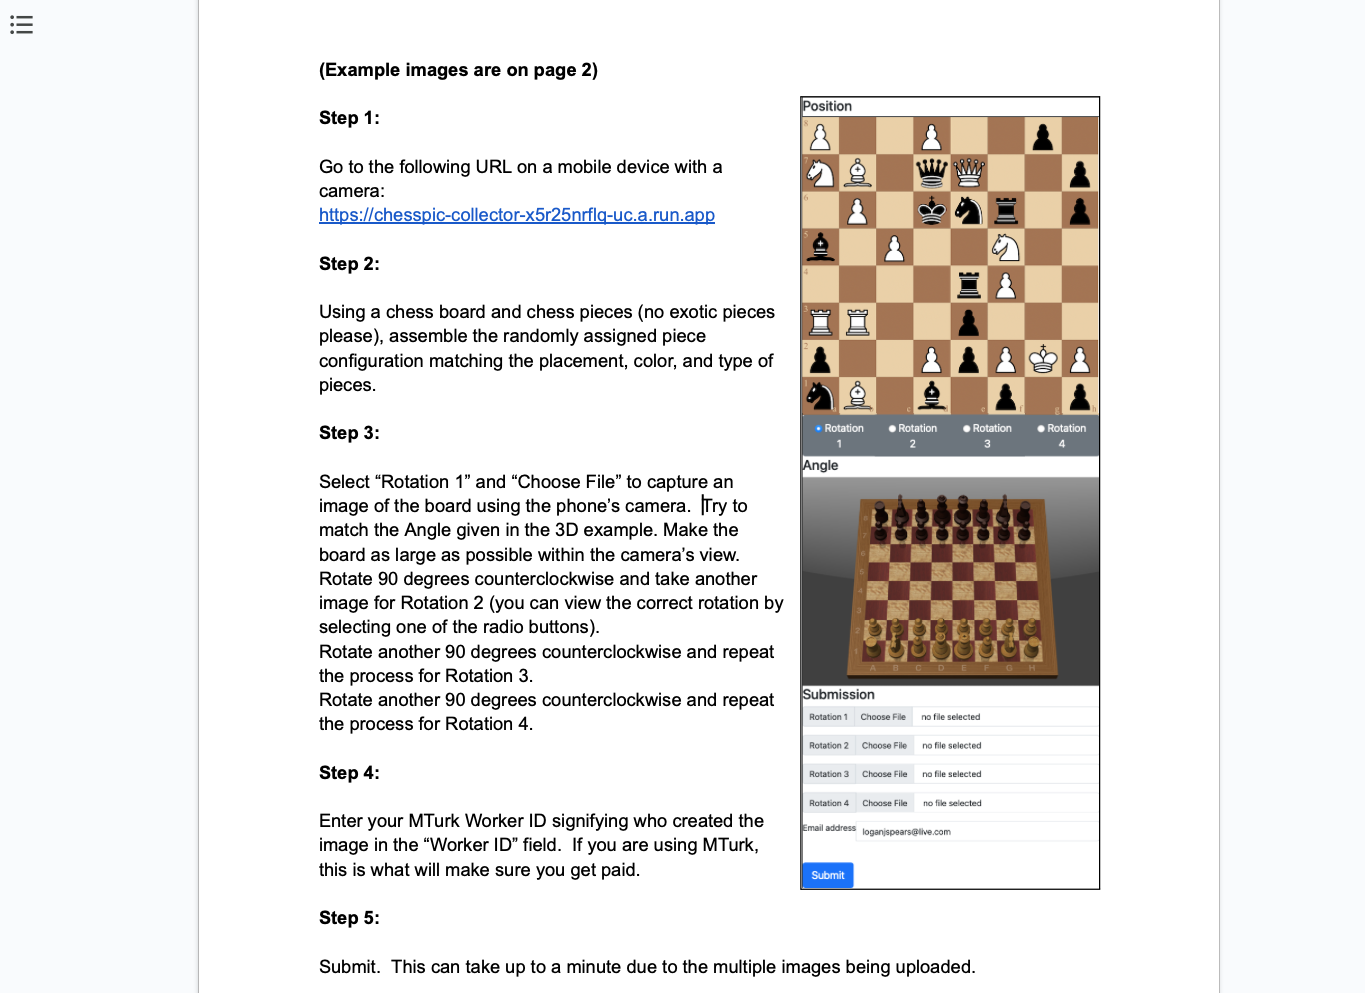 (Example images are on page 2)
Step 1:
Go to the following URL on a mobile device with a
camera:
https://chesspic-collector-x5r25nrflq-uc.a.run.app
Step 2:
Using a chess board and chess pieces (no exotic pieces
please), assemble the randomly assigned piece
configuration matching the placement, color, and type of
pieces.
Step 3:
Select “Rotation 1” and “Choose File” to capture an
image of the board using the phone’s camera.  Try to
match the Angle given in the 3D example. Make the
board as large as possible within the camera’s view.
Rotate 90 degrees counterclockwise and take another
image for Rotation 2 (you can view the correct rotation by
selecting one of the radio buttons).
Rotate another 90 degrees counterclockwise and repeat
the process for Rotation 3.
Rotate another 90 degrees counterclockwise and repeat
the process for Rotation 4.
Step 4:
Enter your MTurk Worker ID signifying who created the
image in the “Worker ID” field.  If you are using MTurk,
this is what will make sure you get paid.
Step 5:
Submit.  This can take up to a minute due to the multiple images being uploaded.
Position
Rotation 1
Rotation 2
Rotation 3
Rotation 4
Angle
A B C D E F G H
Submission
Rotation 1 Choose File no file selected
Rotation 2 Choose File no file selected
Rotation 3 Choose File no file selected
Rotation 4 Choose File no file selected
Email address loganjspears@live.com
Submit